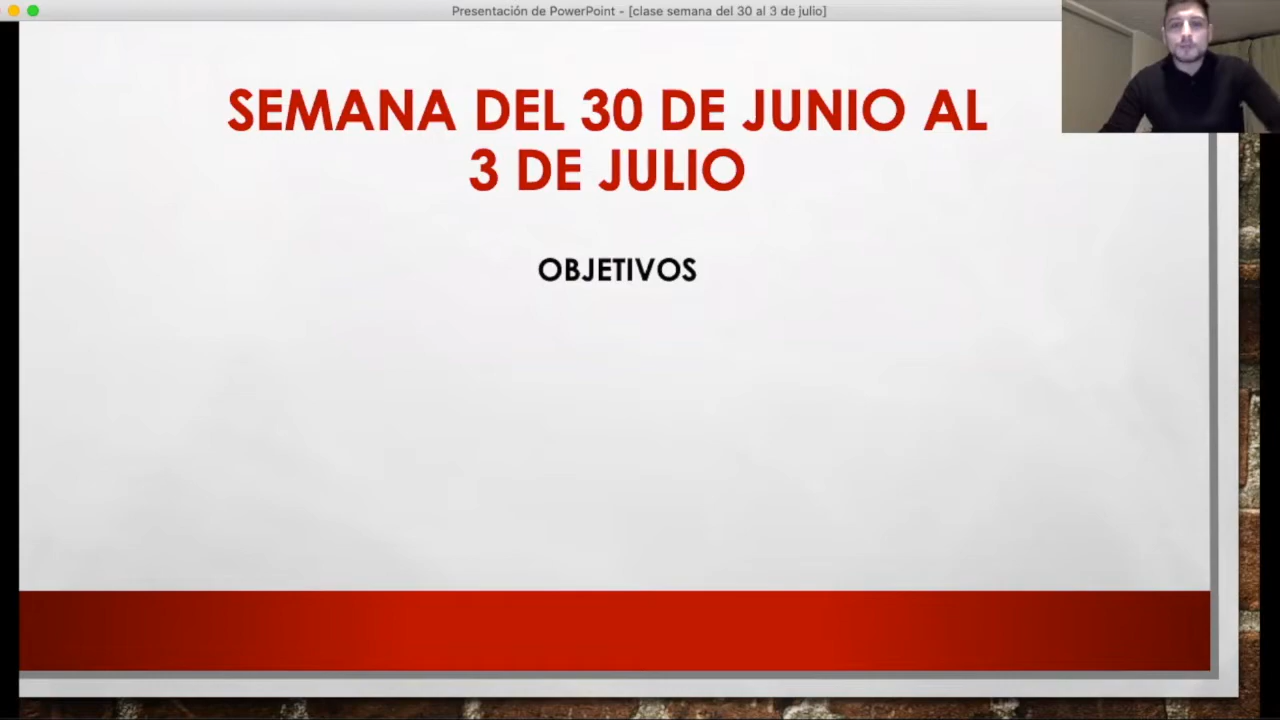 Presentación de PowerPoint - [clase semana del 30 al 3 de julio]
SEMANA DEL 30 DE JUNIO AL
3 DE JULIO
OBJETIVOS